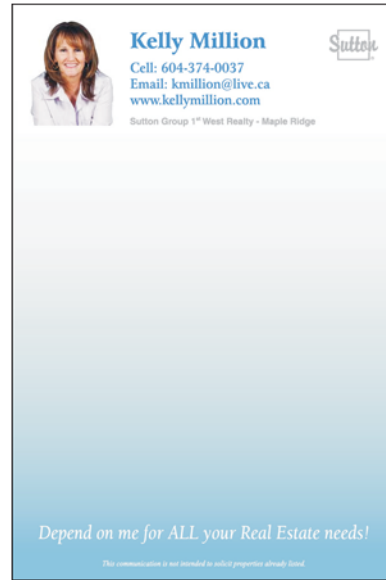 Kelly Million
Sutton
Cell: 604-374-0037
Email: kmillion@live.ca
www.kellymillion.com
Sutton Group 1st West Realty - Maple Ridge
Depend on me for ALL your Real Estate needs!
This communication is not intended to solicit properties already listed.